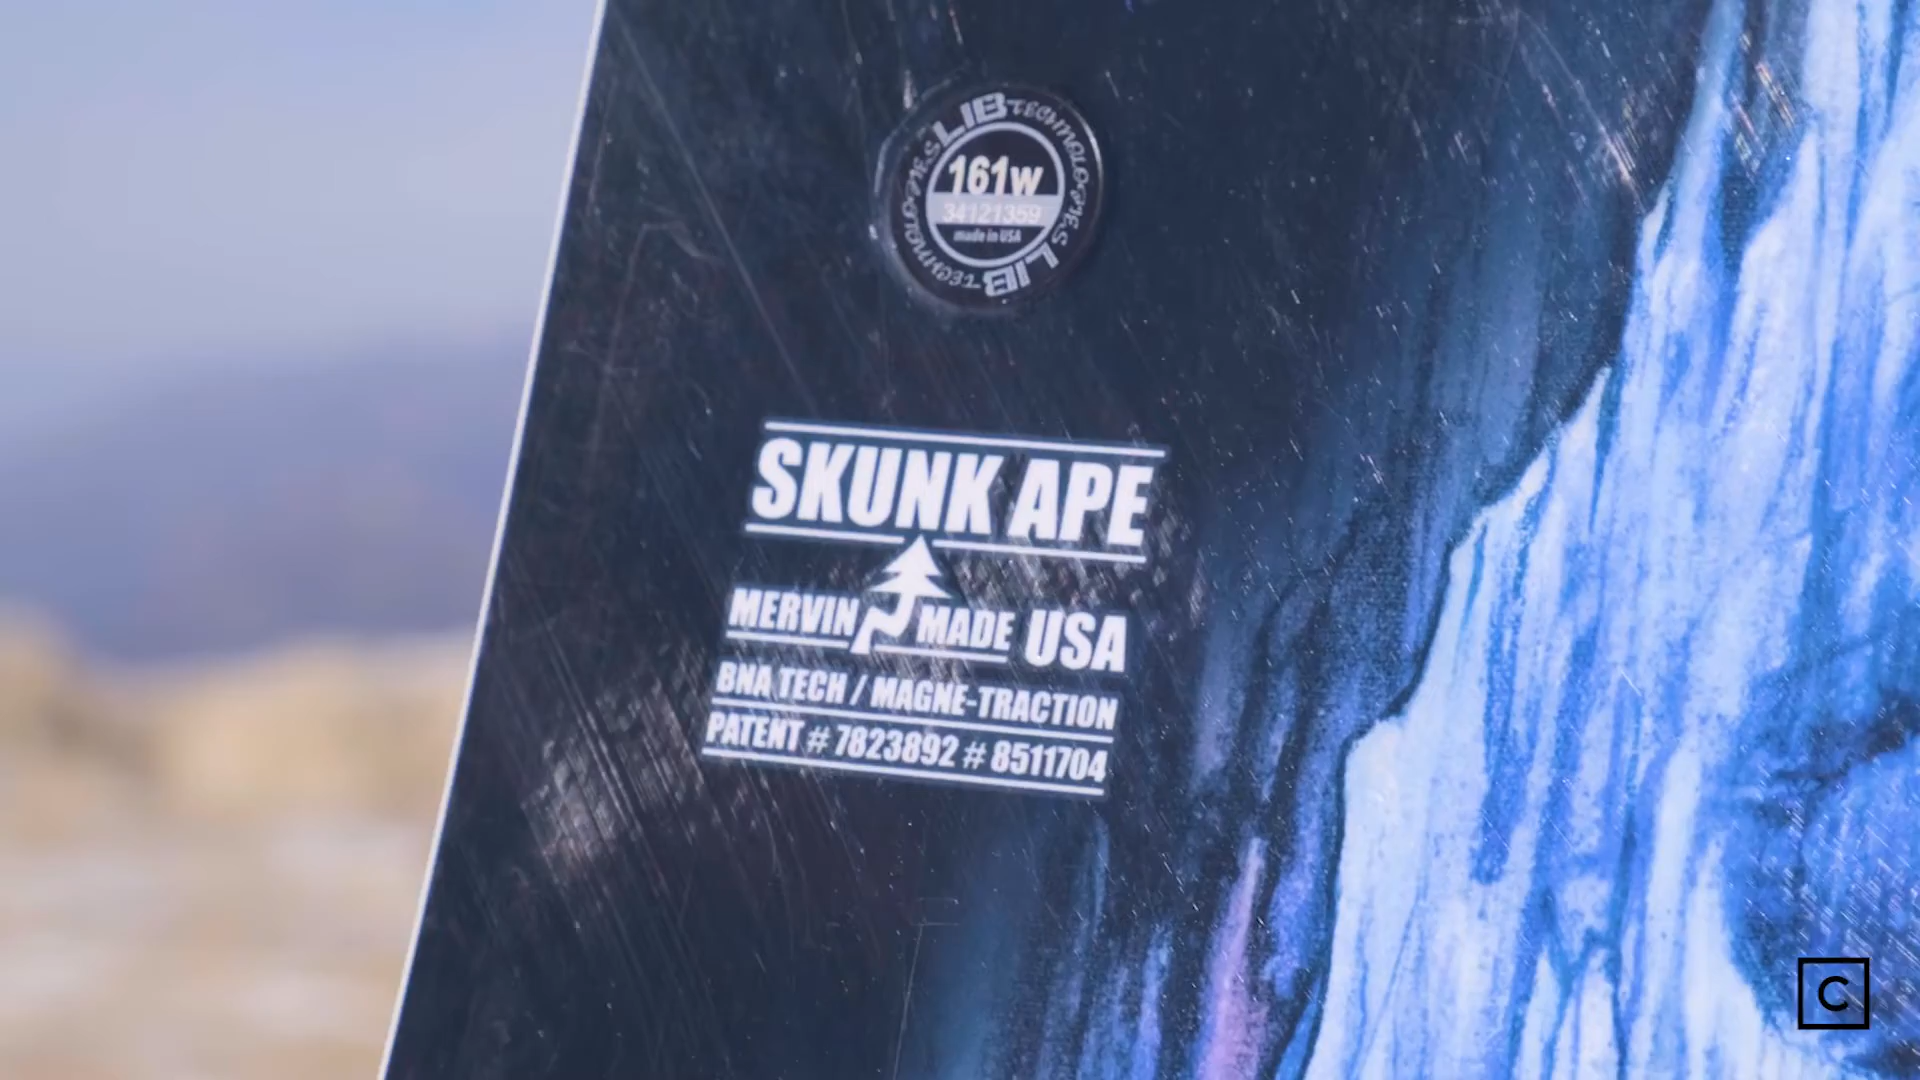 LIB TECHNOLOGIES
161w
34121359
made in USA
LIB TECHNOLOGIES
SKUNK APE
MERVIN MADE USA
BNA TECH / MAGNE-TRACTION
PATENT # 7823892 # 8511704
C